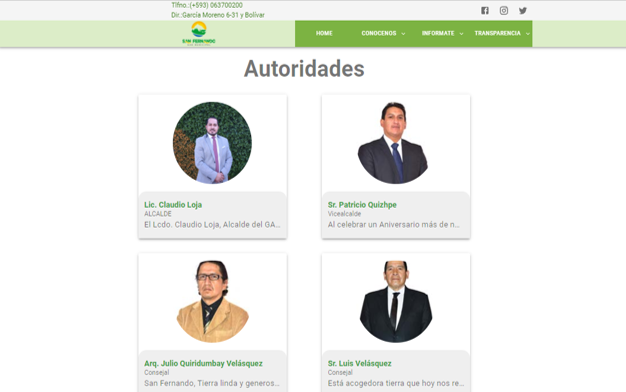 Tlfno.:(+593) 063700200
Dir.:García Moreno 6-31 y Bolívar
SAN FERNANDO
HOME CONOCENOS INFORMATE TRANSPARENCIA
Autoridades
Lic. Claudio Loja
ALCALDE
El Lcdo. Claudio Loja, Alcalde del GA...
Sr. Patricio Quizhpe
Vicealcalde
Al celebrar un Aniversario más de n...
Arq. Julio Quiridumbay Velásquez
Consejal
San Fernando, Tierra linda y generos...
Sr. Luis Velásquez
Consejal
Está acogedora tierra que hoy nos re...